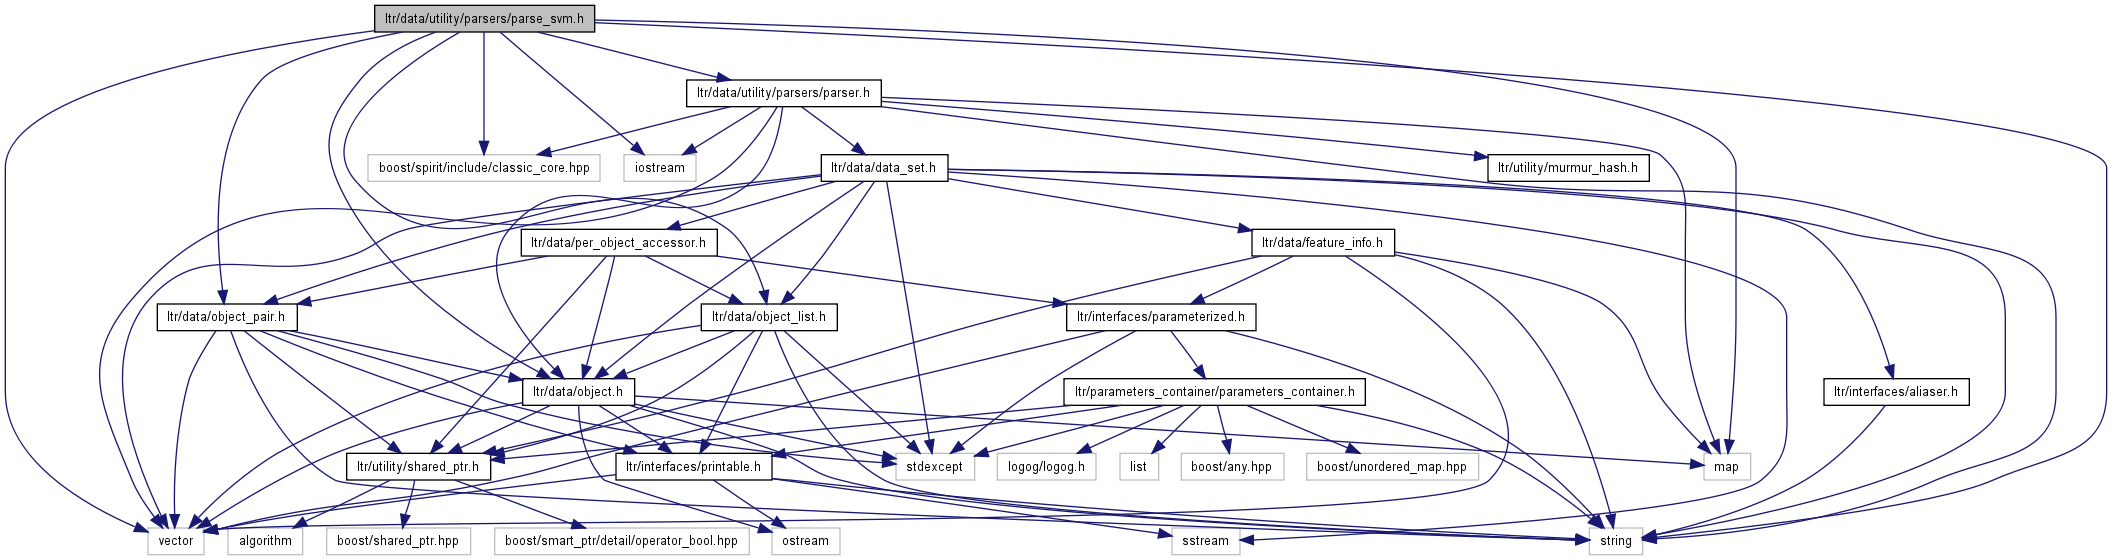 ltr/data/utility/parsers/parse_svm.h
ltr/data/utility/parsers/parser.h
boost/spirit/include/classic_core.hpp
iostream
ltr/data/data_set.h
ltr/utility/murmur_hash.h
ltr/data/per_object_accessor.h
ltr/data/feature_info.h
ltr/data/object_pair.h
ltr/data/object_list.h
ltr/interfaces/parameterized.h
ltr/data/object.h
ltr/parameters_container/parameters_container.h
ltr/interfaces/aliaser.h
ltr/utility/shared_ptr.h
ltr/interfaces/printable.h
stdexcept
logog/logog.h
list
boost/any.hpp
boost/unordered_map.hpp
map
vector
algorithm
boost/shared_ptr.hpp
boost/smart_ptr/detail/operator_bool.hpp
ostream
sstream
string